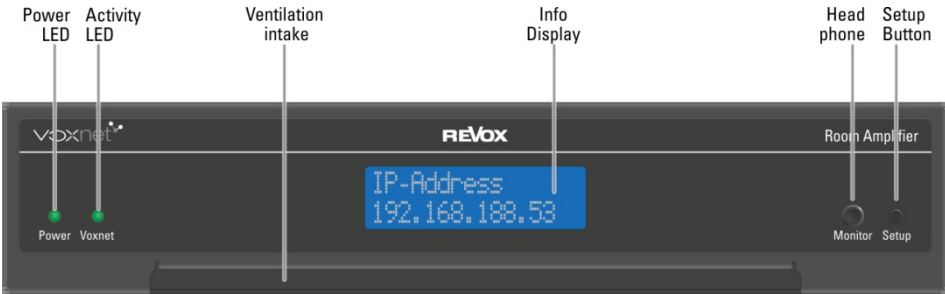 Power
LED
Activity
LED
Ventilation
intake
Info
Display
Head
phone
Setup
Button
voxnet
REVOX
Room Amplifier
IP-Address
192.168.188.53
Power
Voxnet
Monitor
Setup